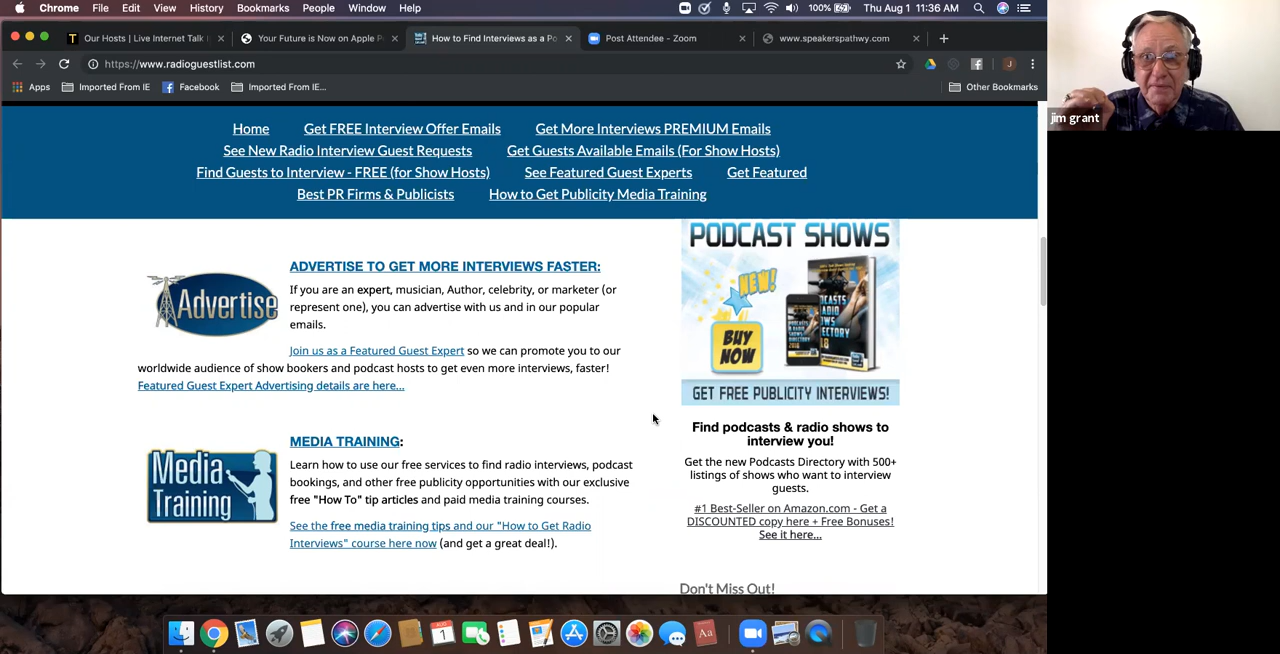 Chrome File Edit View History Bookmarks People Window Help 100% Thu Aug 1 11:36 AM
Our Hosts | Live Internet Talk
Your Future is Now on Apple P
How to Find Interviews as a Po
Post Attendee - Zoom
www.speakerspathwy.com
https://www.radioguestlist.com
Apps Imported From IE Facebook Imported From IE... Other Bookmarks
jim grant
Home Get FREE Interview Offer Emails Get More Interviews PREMIUM Emails
See New Radio Interview Guest Requests Get Guests Available Emails (For Show Hosts)
Find Guests to Interview - FREE (for Show Hosts) See Featured Guest Experts Get Featured
Best PR Firms & Publicists How to Get Publicity Media Training
Advertise
ADVERTISE TO GET MORE INTERVIEWS FASTER:
If you are an expert, musician, Author, celebrity, or marketer (or
represent one), you can advertise with us and in our popular
emails.
Join us as a Featured Guest Expert so we can promote you to our
worldwide audience of show bookers and podcast hosts to get even more interviews, faster!
Featured Guest Expert Advertising details are here...
Media
Training
MEDIA TRAINING:
Learn how to use our free services to find radio interviews, podcast
bookings, and other free publicity opportunities with our exclusive
free "How To" tip articles and paid media training courses.
See the free media training tips and our "How to Get Radio
Interviews" course here now (and get a great deal!).
PODCAST SHOWS
NEW!
BUY
NOW
GET FREE PUBLICITY INTERVIEWS!
Find podcasts & radio shows to
interview you!
Get the new Podcasts Directory with 500+
listings of shows who want to interview
guests.
#1 Best-Seller on Amazon.com - Get a
DISCOUNTED copy here + Free Bonuses!
See it here...
Don't Miss Out!